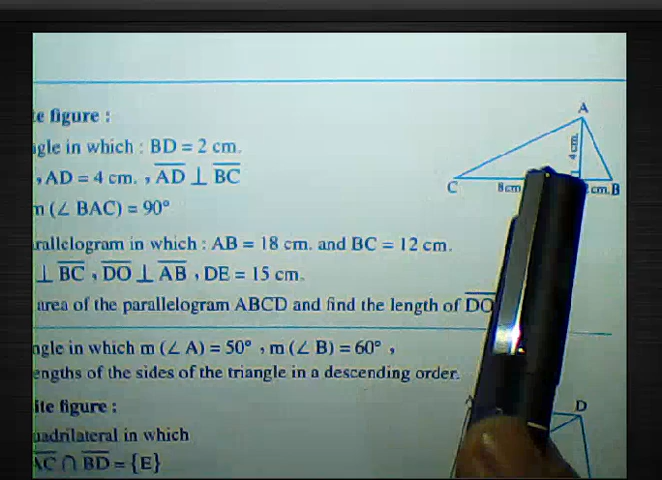 e figure :
A
ngle in which : BD = 2 cm.
4 cm.
, AD = 4 cm. , AD ⊥ BC
C 8cm 2cm. B
m (∠ BAC) = 90°
rallelogram in which : AB = 18 cm. and BC = 12 cm.
⊥ BC , DO ⊥ AB , DE = 15 cm.
area of the parallelogram ABCD and find the length of DO
ngle in which m (∠ A) = 50° , m (∠ B) = 60° ,
engths of the sides of the triangle in a descending order.
ite figure :
D
uadrilateral in which
AC ∩ BD = {E}